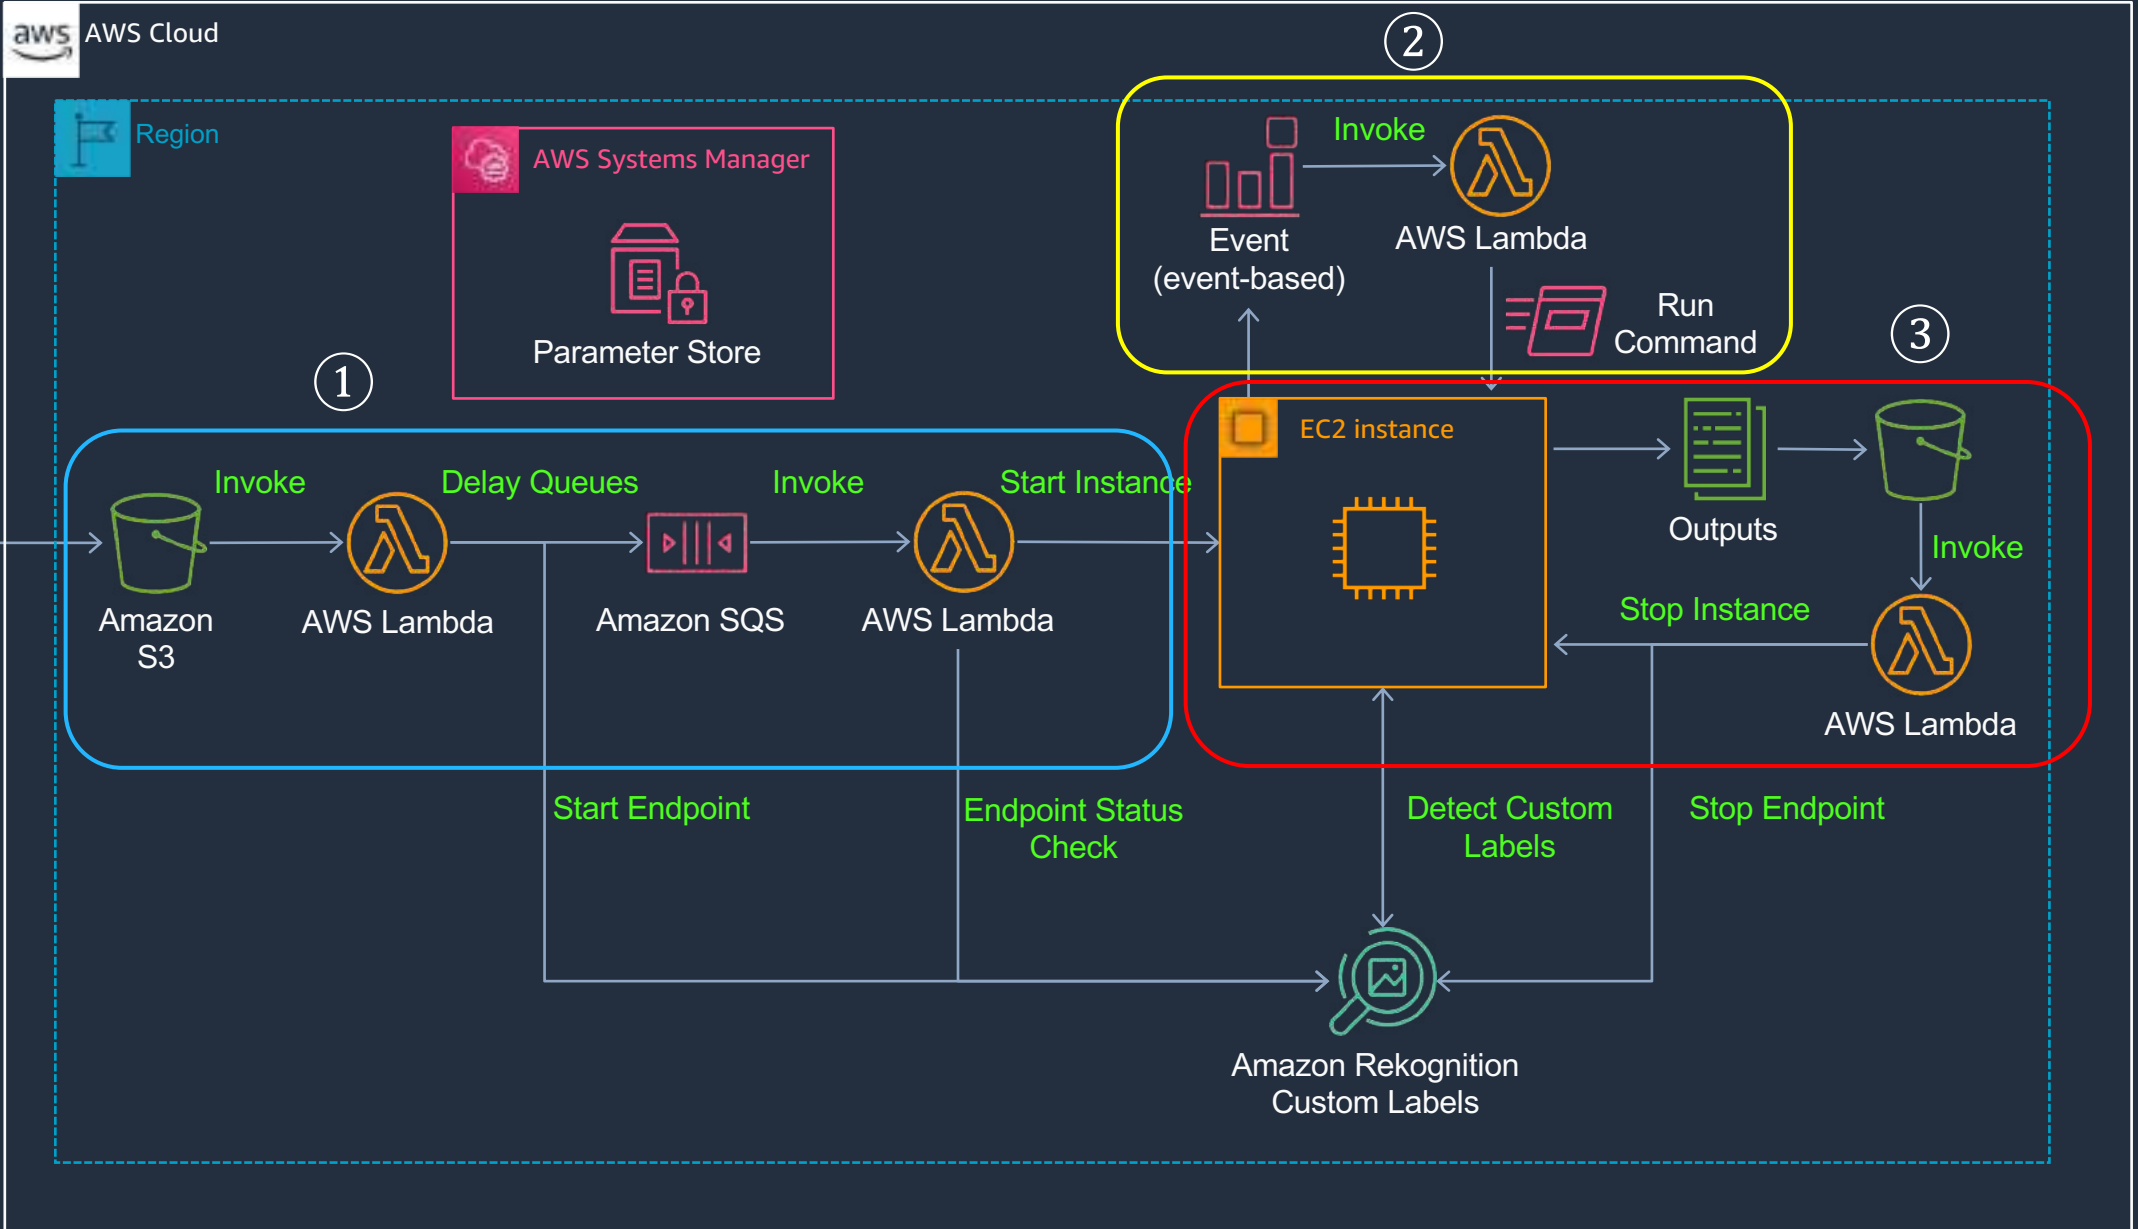 aws
AWS Cloud
②
Region
AWS Systems Manager
Parameter Store
Invoke
Event
(event-based)
AWS Lambda
Run
Command
①
③
Invoke
Delay Queues
Invoke
Start Instance
Amazon
S3
AWS Lambda
Amazon SQS
AWS Lambda
EC2 instance
Outputs
Invoke
Stop Instance
AWS Lambda
Start Endpoint
Endpoint Status
Check
Detect Custom
Labels
Stop Endpoint
Amazon Rekognition
Custom Labels